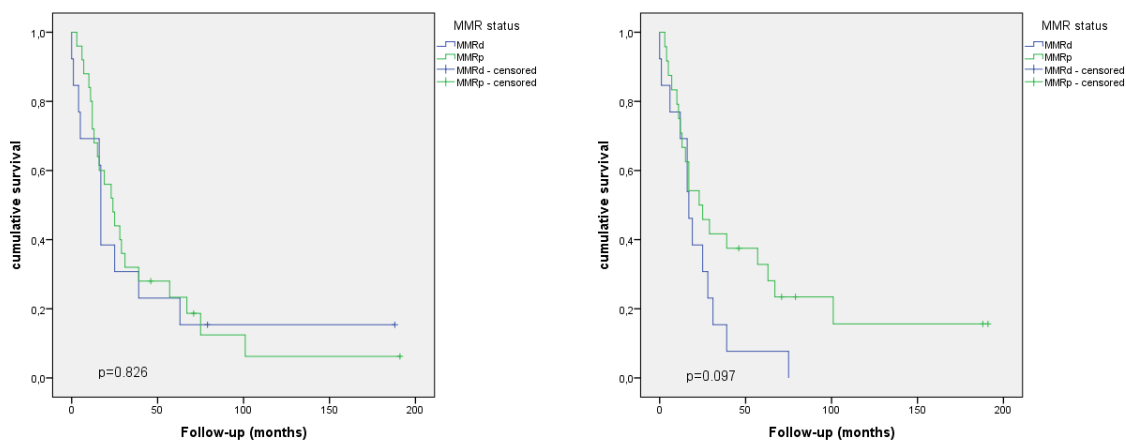 MMR status
MMRd
MMRp
MMRd - censored
MMRp - censored
1,0
0,8
0,6
0,4
0,2
0,0
cumulative survival
p=0.826
0
50
100
150
200
Follow-up (months)
MMR status
MMRd
MMRp
MMRd - censored
MMRp - censored
1,0
0,8
0,6
0,4
0,2
0,0
cumulative survival
p=0.097
0
50
100
150
200
Follow-up (months)